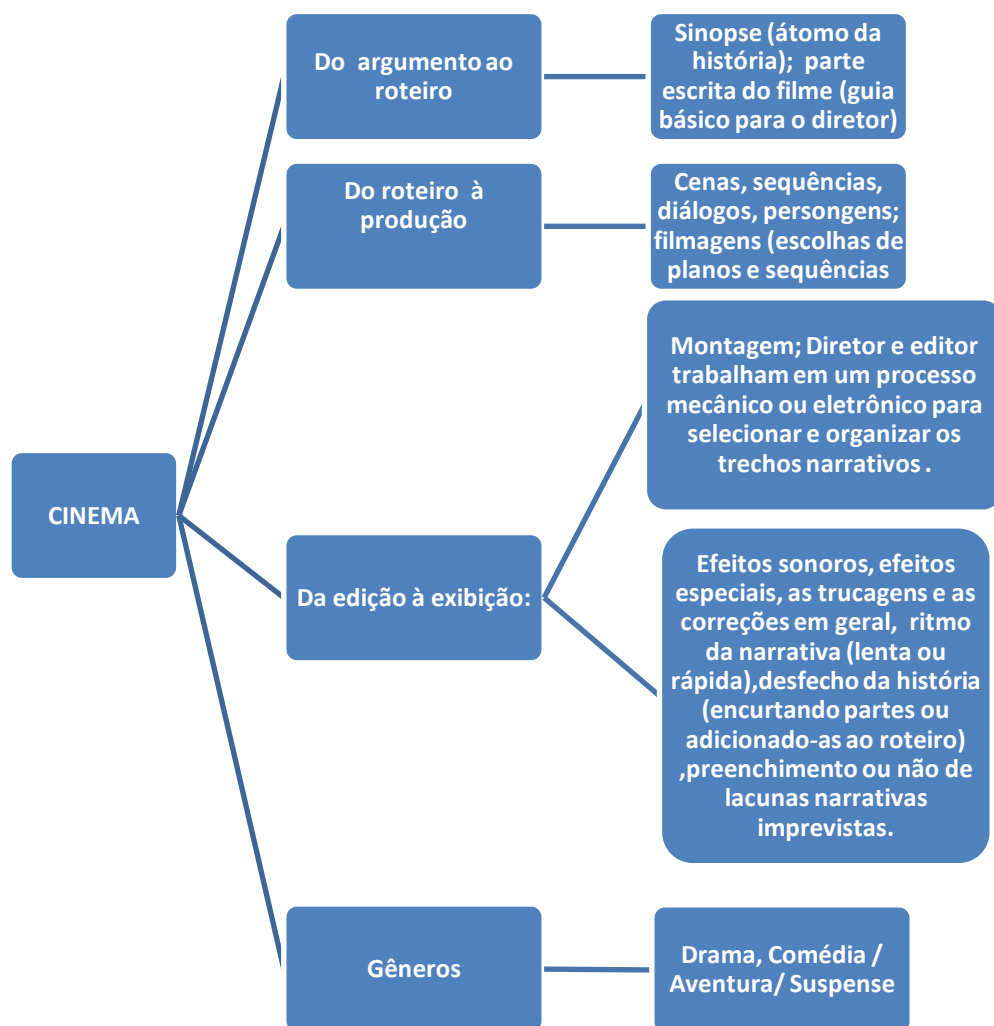 Do argumento ao
roteiro
Sinopse (átomo da
história); parte
escrita do filme (guia
básico para o diretor)
Do roteiro à
produção
Cenas, sequências,
diálogos, persongens;
filmagens (escolhas de
planos e sequências
Montagem; Diretor e editor
trabalham em um processo
mecânico ou eletrônico para
selecionar e organizar os
trechos narrativos .
CINEMA
Da edição à exibição:
Efeitos sonoros, efeitos
especiais, as trucagens e as
correções em geral, ritmo
da narrativa (lenta ou
rápida),desfecho da história
(encurtando partes ou
adicionado-as ao roteiro)
,preenchimento ou não de
lacunas narrativas
imprevistas.
Gêneros
Drama, Comédia /
Aventura/ Suspense